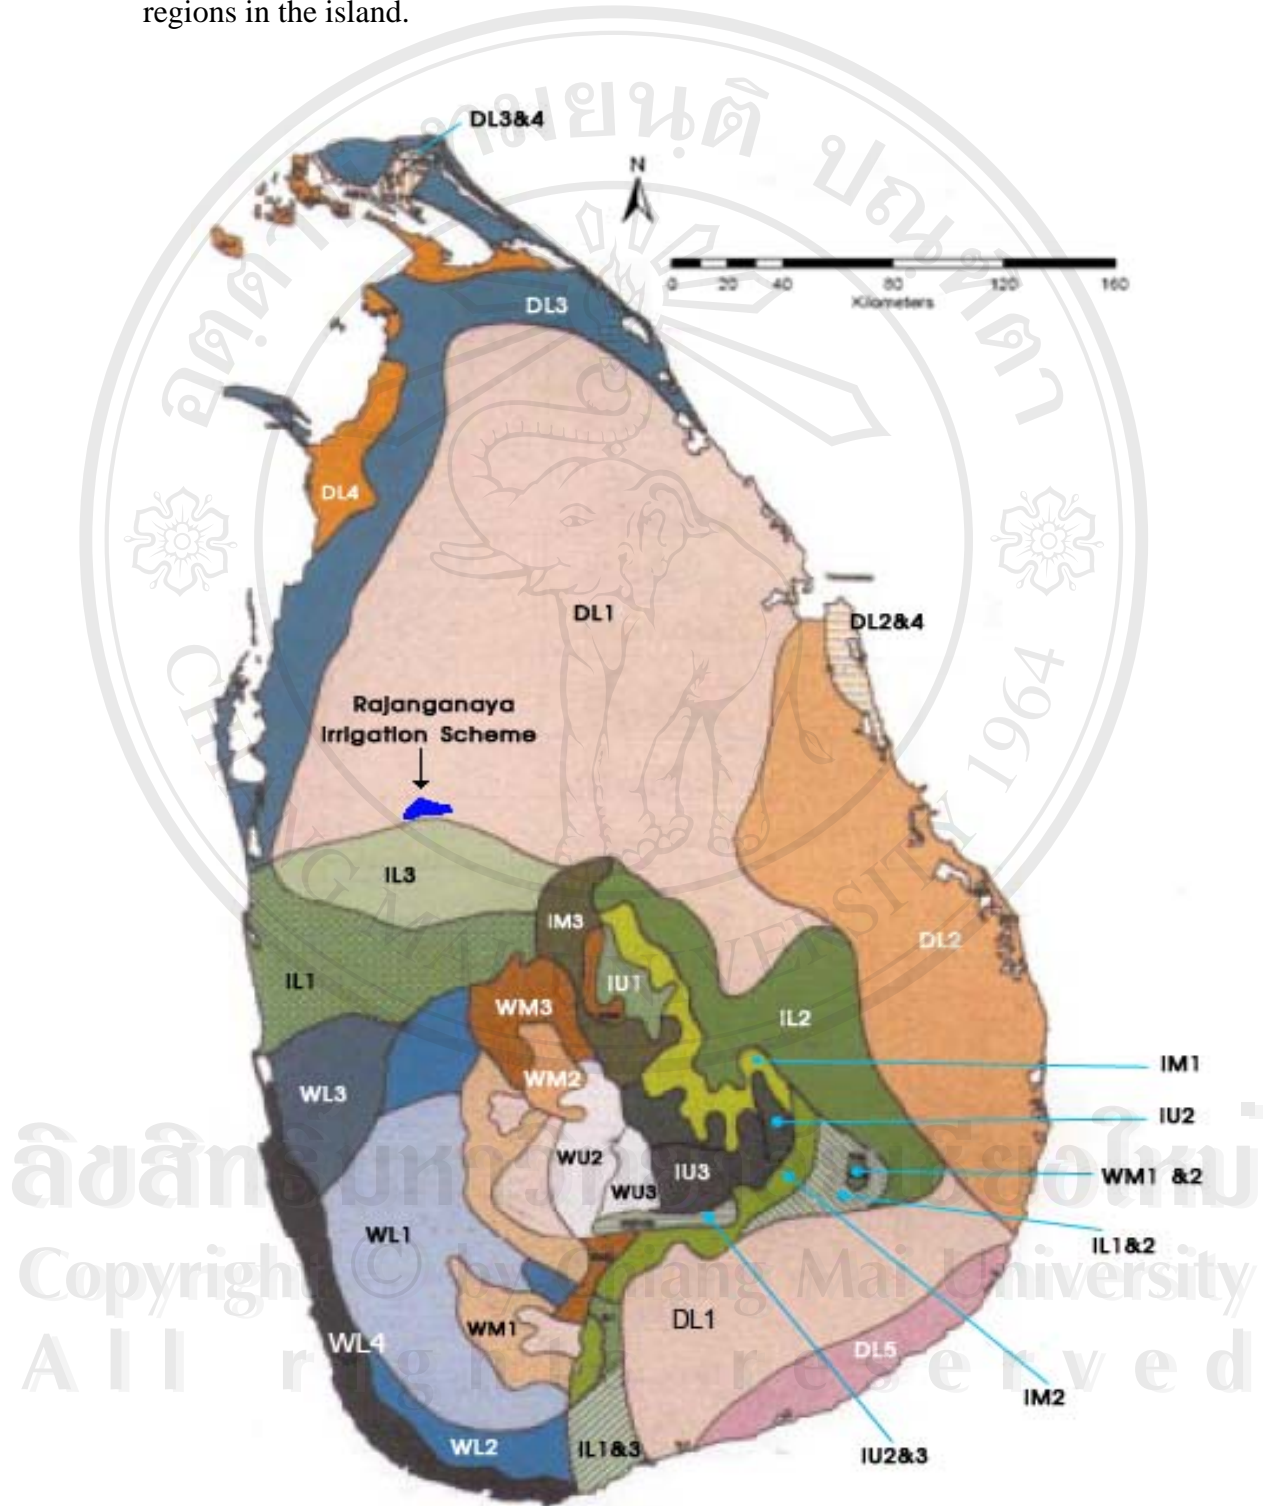 regions in the island.
DL3&4
N
0 20 40 80 120 160
Kilometers
DL3
DL4
DL1
DL2&4
Rajanganaya
Irrigation Scheme
IL3
IM3
DL2
IU1
IL1
WM3
IL2
IM1
WM2
WL3
IU2
WU2
IU3
WM1 &2
WU3
WL1
IL1&2
DL1
WM1
WL4
DL5
IM2
WL2
IL1&3
IU2&3
CHIANG MAI UNIVERSITY 1964
ลิขสิทธิ์มหาวิทยาลัยเชียงใหม่
Copyright © by Chiang Mai University
All rights reserved